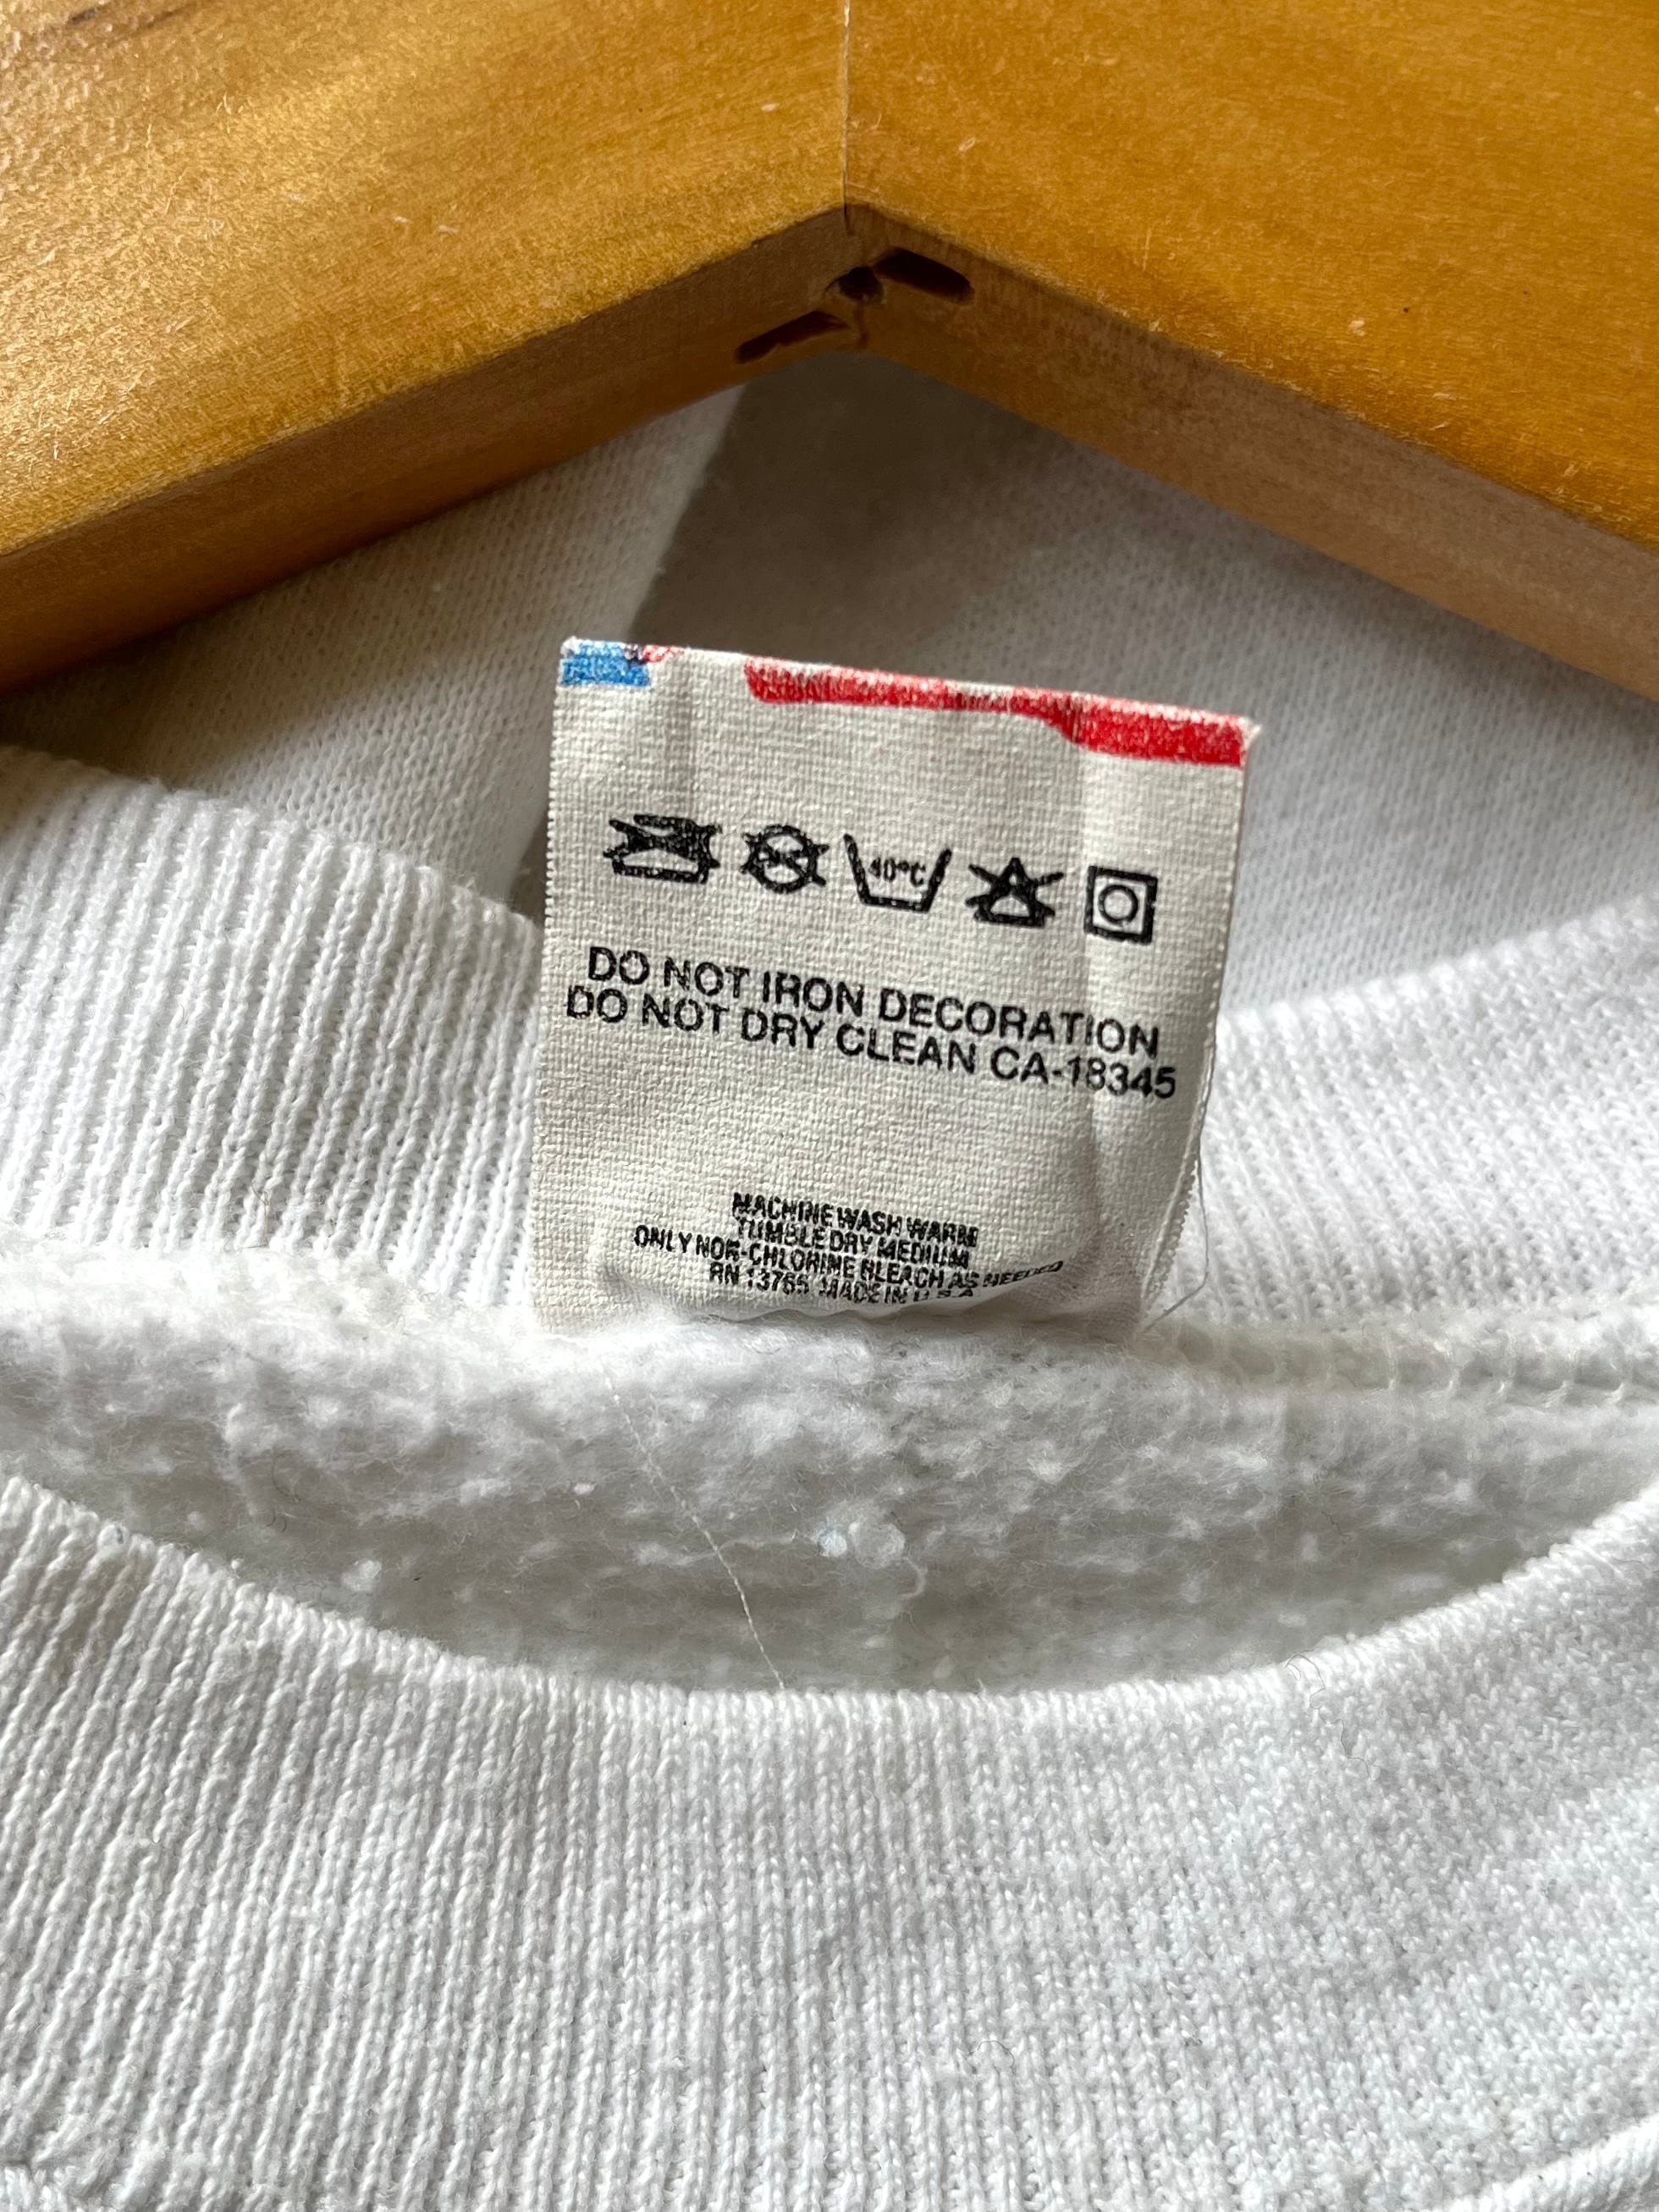 40°C
DO NOT IRON DECORATION
DO NOT DRY CLEAN CA-18345
MACHINE WASH WARM
TUMBLE DRY MEDIUM
ONLY NON-CHLORINE BLEACH AS NEEDED
RN 13765 MADE IN U.S.A